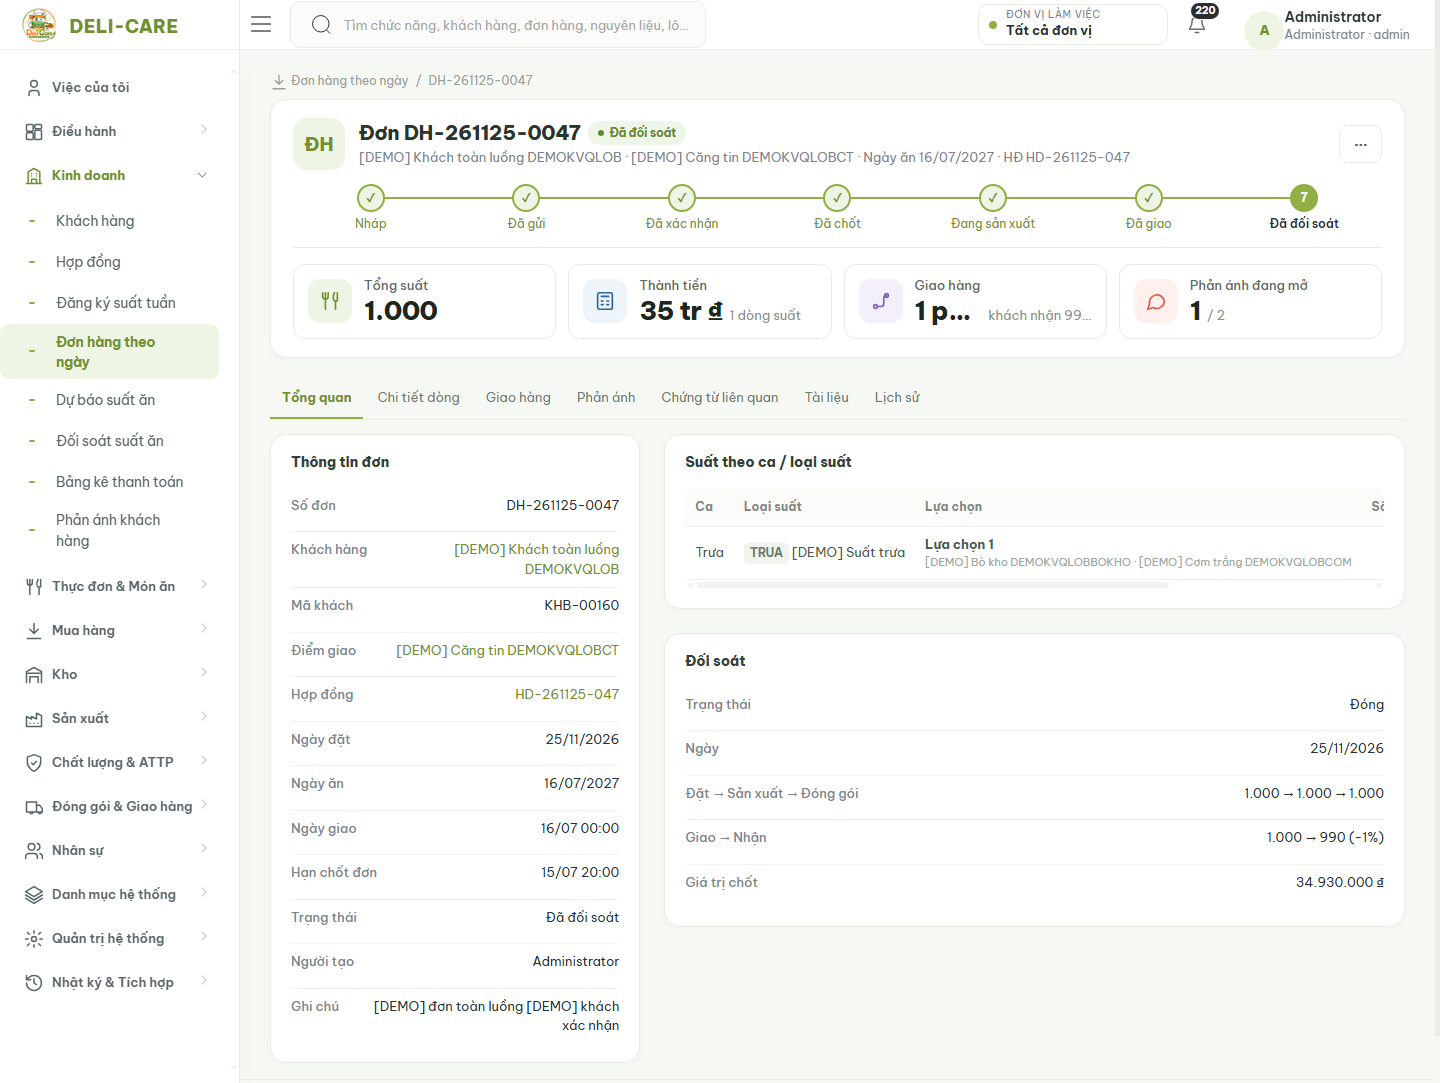 DELI-CARE
Tìm chức năng, khách hàng, đơn hàng, nguyên liệu, lô...
ĐƠN VỊ LÀM VIỆC
Tất cả đơn vị
220
A
Administrator
Administrator · admin
Việc của tôi
Điều hành
Kinh doanh
Khách hàng
Hợp đồng
Đăng ký suất tuần
Đơn hàng theo
ngày
Dự báo suất ăn
Đối soát suất ăn
Bảng kê thanh toán
Phản ánh khách
hàng
Thực đơn & Món ăn
Mua hàng
Kho
Sản xuất
Chất lượng & ATTP
Đóng gói & Giao hàng
Nhân sự
Danh mục hệ thống
Quản trị hệ thống
Nhật ký & Tích hợp
Đơn hàng theo ngày / DH-261125-0047
ĐH
Đơn DH-261125-0047
Đã đối soát
[DEMO] Khách toàn luồng DEMOKVQLOB · [DEMO] Căng tin DEMOKVQLOBCT · Ngày ăn 16/07/2027 · HĐ HD-261125-047
...
✓ ✓ ✓ ✓ ✓ ✓ 7
Nháp Đã gửi Đã xác nhận Đã chốt Đang sản xuất Đã giao Đã đối soát
Tổng suất
1.000
Thành tiền
35 tr ₫ 1 dòng suất
Giao hàng
1 p... khách nhận 99...
Phản ánh đang mở
1 / 2
Tổng quan Chi tiết dòng Giao hàng Phản ánh Chứng từ liên quan Tài liệu Lịch sử
Thông tin đơn
Số đơn DH-261125-0047
Khách hàng [DEMO] Khách toàn luồng
DEMOKVQLOB
Mã khách KHB-00160
Điểm giao [DEMO] Căng tin DEMOKVQLOBCT
Hợp đồng HD-261125-047
Ngày đặt 25/11/2026
Ngày ăn 16/07/2027
Ngày giao 16/07 00:00
Hạn chốt đơn 15/07 20:00
Trạng thái Đã đối soát
Người tạo Administrator
Ghi chú [DEMO] đơn toàn luồng [DEMO] khách
xác nhận
Suất theo ca / loại suất
Ca Loại suất Lựa chọn
Trưa TRUA [DEMO] Suất trưa
Lựa chọn 1
[DEMO] Bò kho DEMOKVQLOBBOKHO · [DEMO] Cơm trắng DEMOKVQLOBCOM
Đối soát
Trạng thái Đóng
Ngày 25/11/2026
Đặt → Sản xuất → Đóng gói 1.000 → 1.000 → 1.000
Giao → Nhận 1.000 → 990 (-1%)
Giá trị chốt 34.930.000 ₫